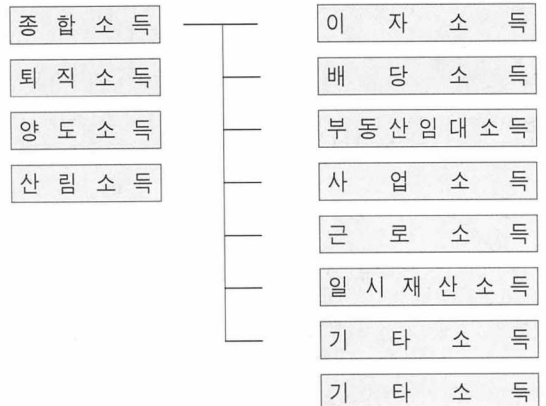 종합소득
퇴직소득
양도소득
산림소득
이자소득
배당소득
부동산임대소득
사업소득
근로소득
일시재산소득
기타소득
기타소득